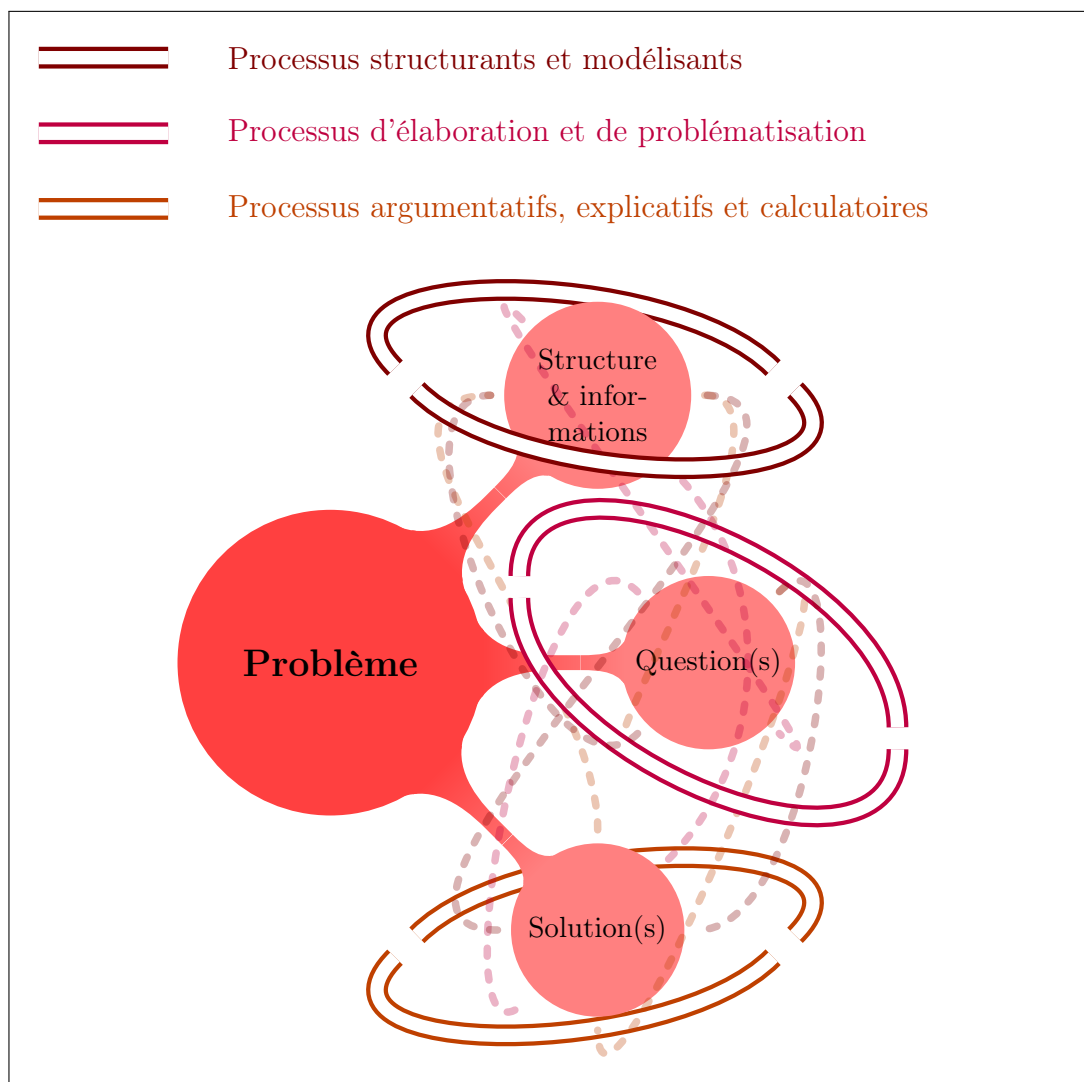 Processus structurants et modélisants
Processus d'élaboration et de problématisation
Processus argumentatifs, explicatifs et calculatoires
Structure
& infor-
mations
Problème
Question(s)
Solution(s)